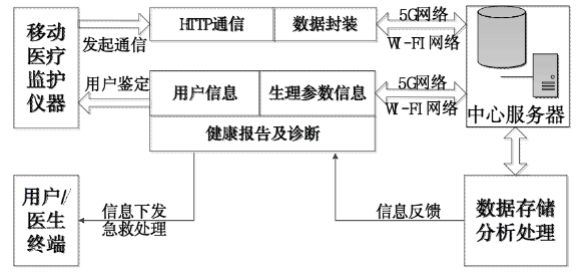 移动
医疗
监护
仪器
发起通信
用户鉴定
HTTP通信
数据封装
5G网络
WI-FI网络
用户信息
生理参数信息
健康报告及诊断
5G网络
WI-FI网络
中心服务器
用户/
医生
终端
信息下发
急救处理
信息反馈
数据存储
分析处理